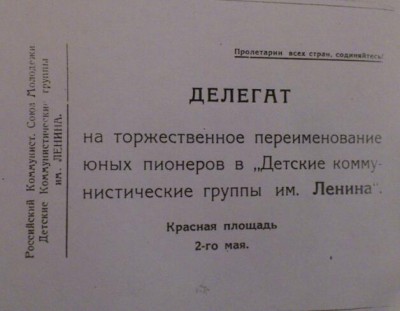 Российский Коммунист. Союз Молодежи
Детские Коммунистические группы
им. ЛЕНИНА.
Пролетарии всех стран, соединяйтесь!
ДЕЛЕГАТ
на торжественное переименование
юных пионеров в „Детские комму-
нистические группы им. Ленина".
Красная площадь
2-го мая.